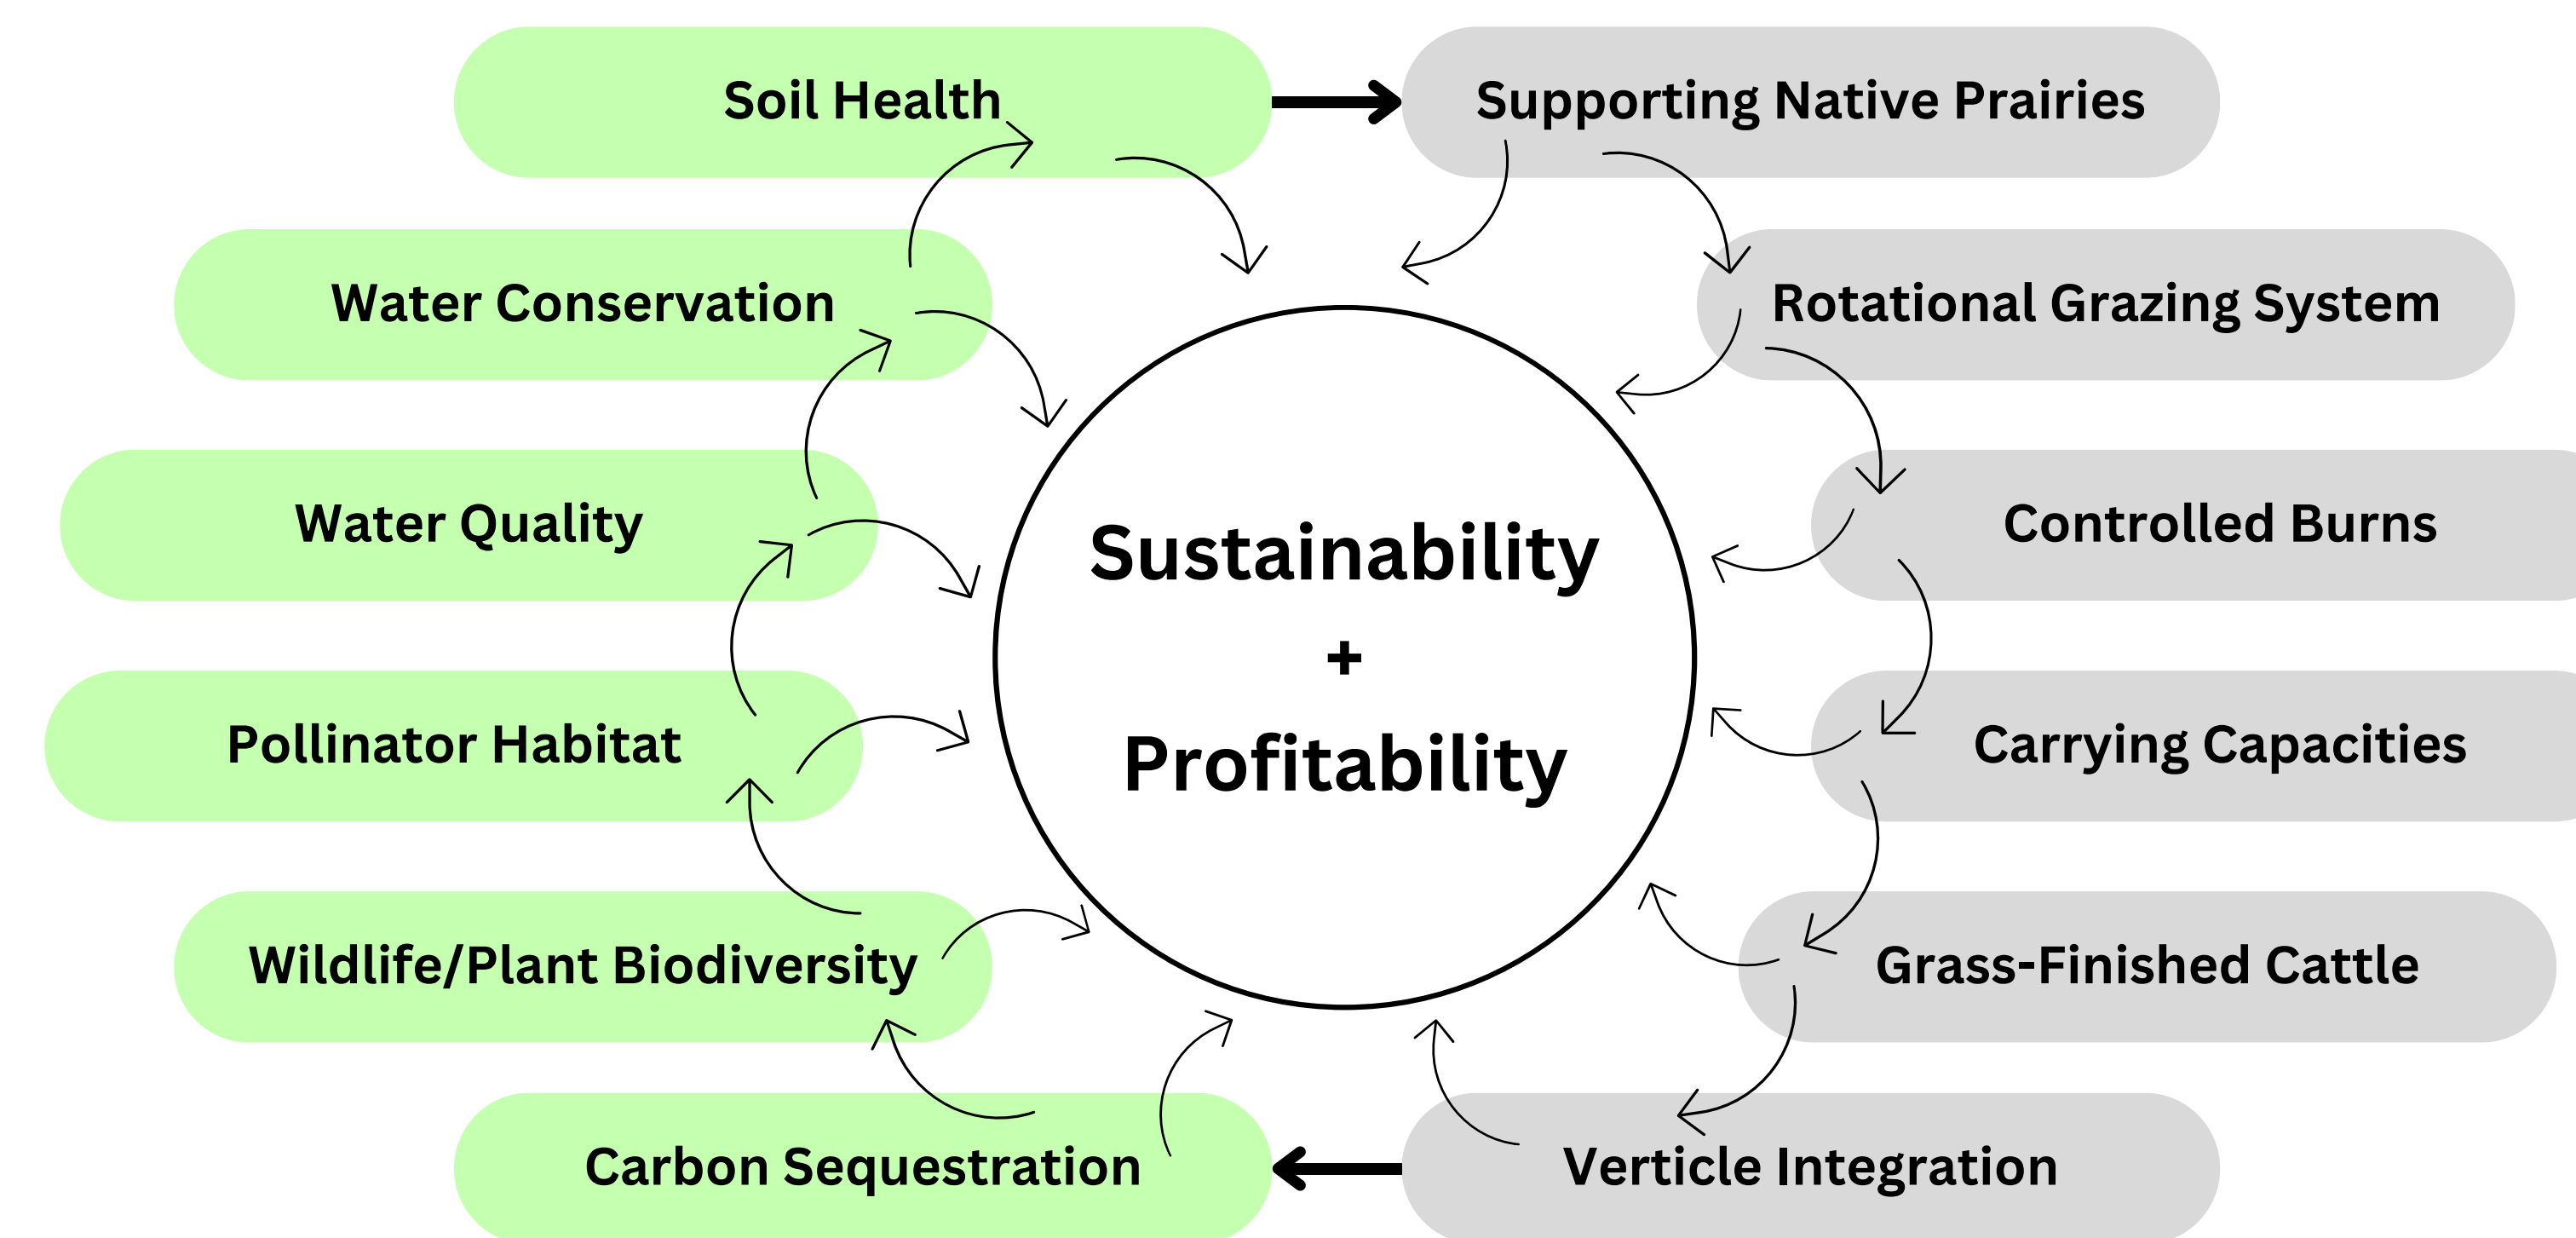 Soil Health
Supporting Native Prairies
Water Conservation
Rotational Grazing System
Water Quality
Controlled Burns
Sustainability
+
Profitability
Pollinator Habitat
Carrying Capacities
Wildlife/Plant Biodiversity
Grass-Finished Cattle
Carbon Sequestration
Verticle Integration